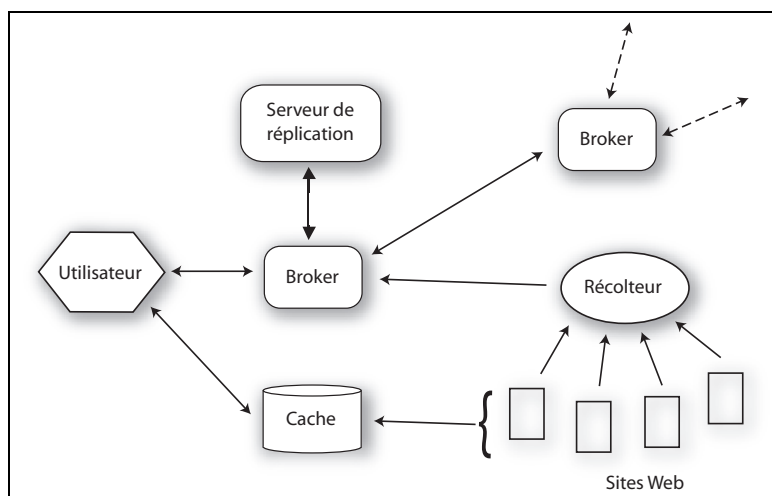 Serveur de
réplication
Broker
Utilisateur
Broker
Récolteur
Cache
Sites Web